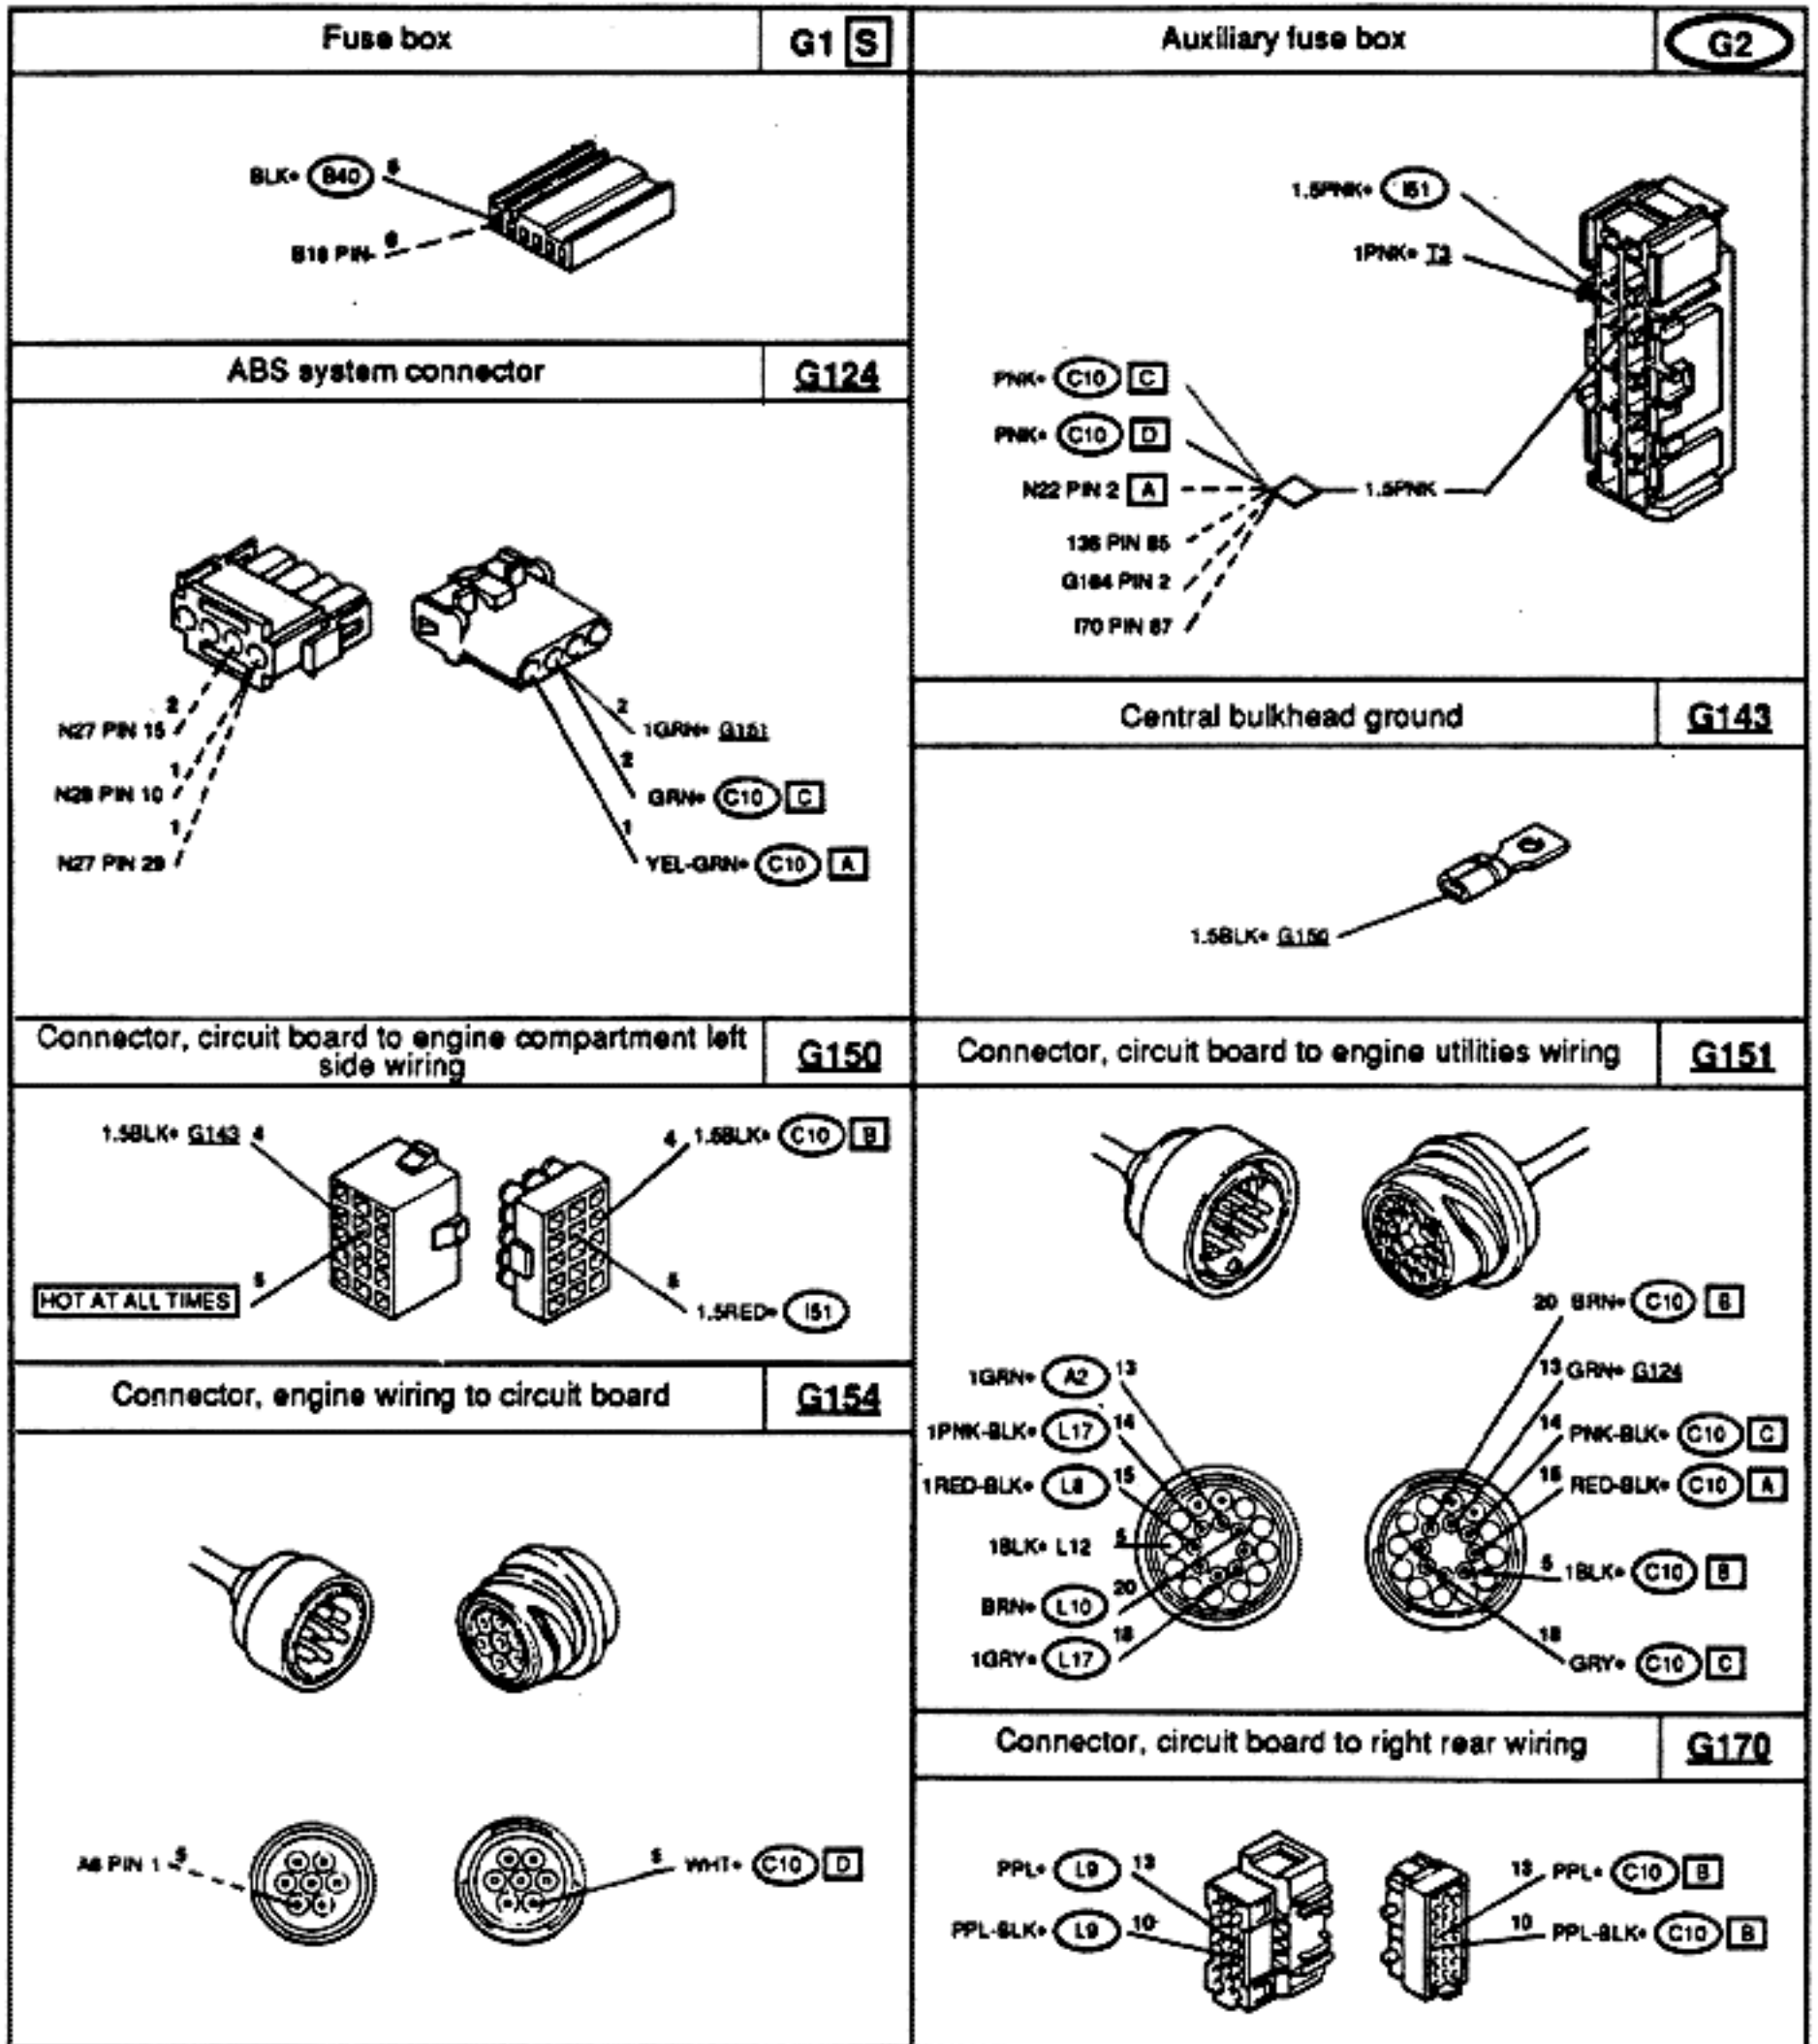 Fuse box
G1 S
BLK• B40 5
B18 PIN 6
Auxiliary fuse box
G2
1.5PNK• I51
1PNK• T3
PNK• C10 C
PNK• C10 D
N22 PIN 2 A
1.5PNK
136 PIN 85
G164 PIN 2
I70 PIN 87
ABS system connector
G124
2
N27 PIN 15
1
N28 PIN 10
1
N27 PIN 29
2
1GRN• G151
2
GRN• C10 C
1
YEL-GRN• C10 A
Central bulkhead ground
G143
1.5BLK• G150
Connector, circuit board to engine compartment left
side wiring
G150
1.5BLK• G143 4
4 1.5BLK• C10 B
HOT AT ALL TIMES 5
5
1.5RED• I51
Connector, circuit board to engine utilities wiring
G151
1GRN• A2 13
1PNK-BLK• L17 14
1RED-BLK• L8 15
1BLK• L12 5
BRN• L10 20
1GRY• L17 18
20 BRN• C10 B
13 GRN• G124
14 PNK-BLK• C10 C
15 RED-BLK• C10 A
5 1BLK• C10 B
18
GRY• C10 C
Connector, engine wiring to circuit board
G154
A8 PIN 1 5
5 WHT• C10 D
Connector, circuit board to right rear wiring
G170
PPL• L9 13
PPL-BLK• L9 10
13 PPL• C10 B
10 PPL-BLK• C10 B